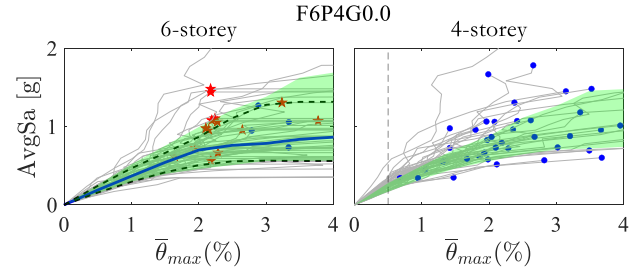 F6P4G0.0
6-storey
4-storey
AvgSa [g]
2
1
0
0 1 2 3 4
0 1 2 3 4
θ̅max(%)
θ̅max(%)